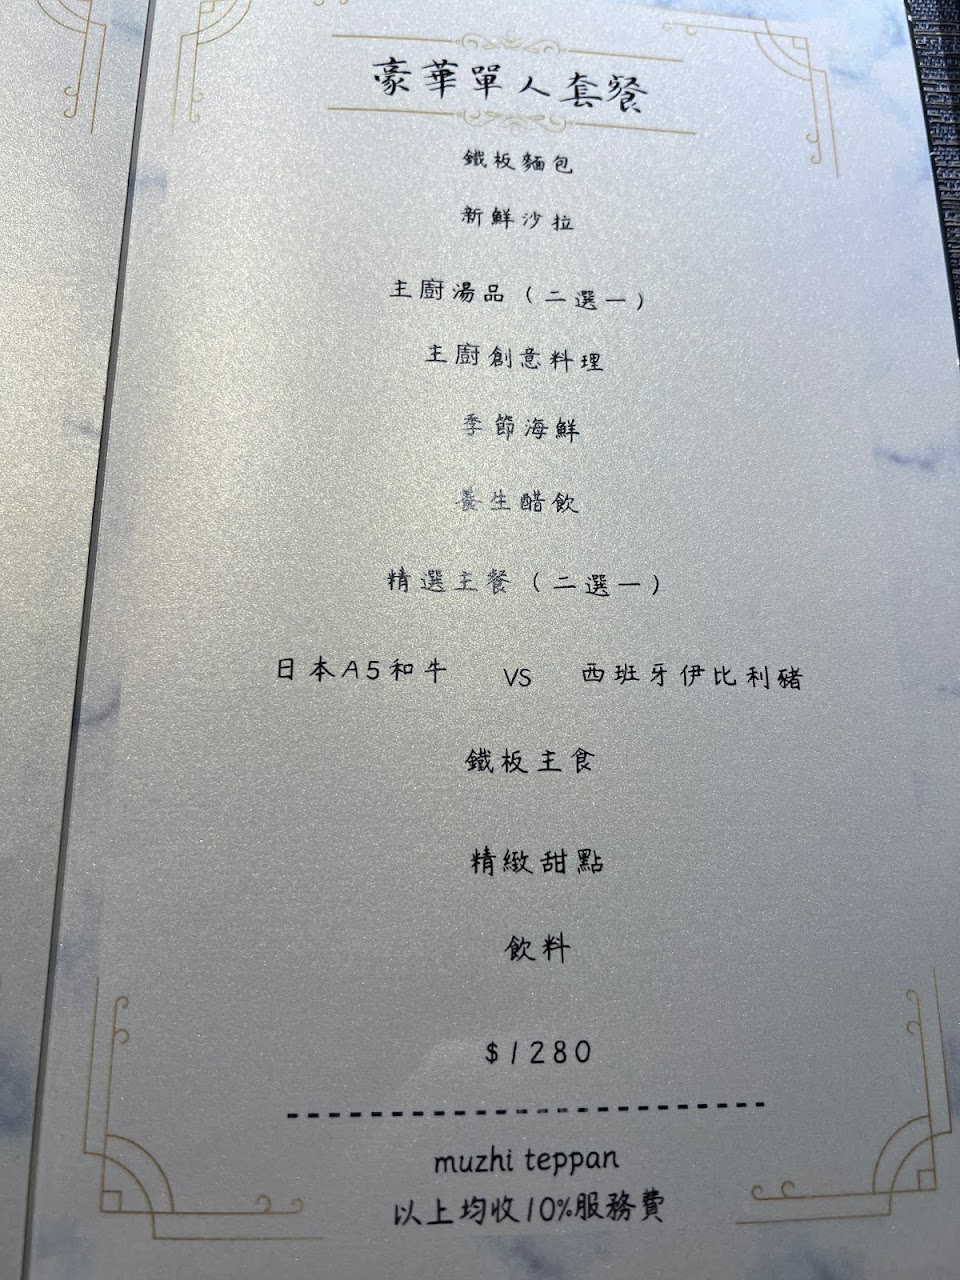 豪華單人套餐
鐵板麵包
新鮮沙拉
主廚湯品（二選一）
主廚創意料理
季節海鮮
養生醋飲
精選主餐（二選一）
日本A5和牛 VS 西班牙伊比利豬
鐵板主食
精緻甜點
飲料
$1280
muzhi teppan
以上均收10%服務費